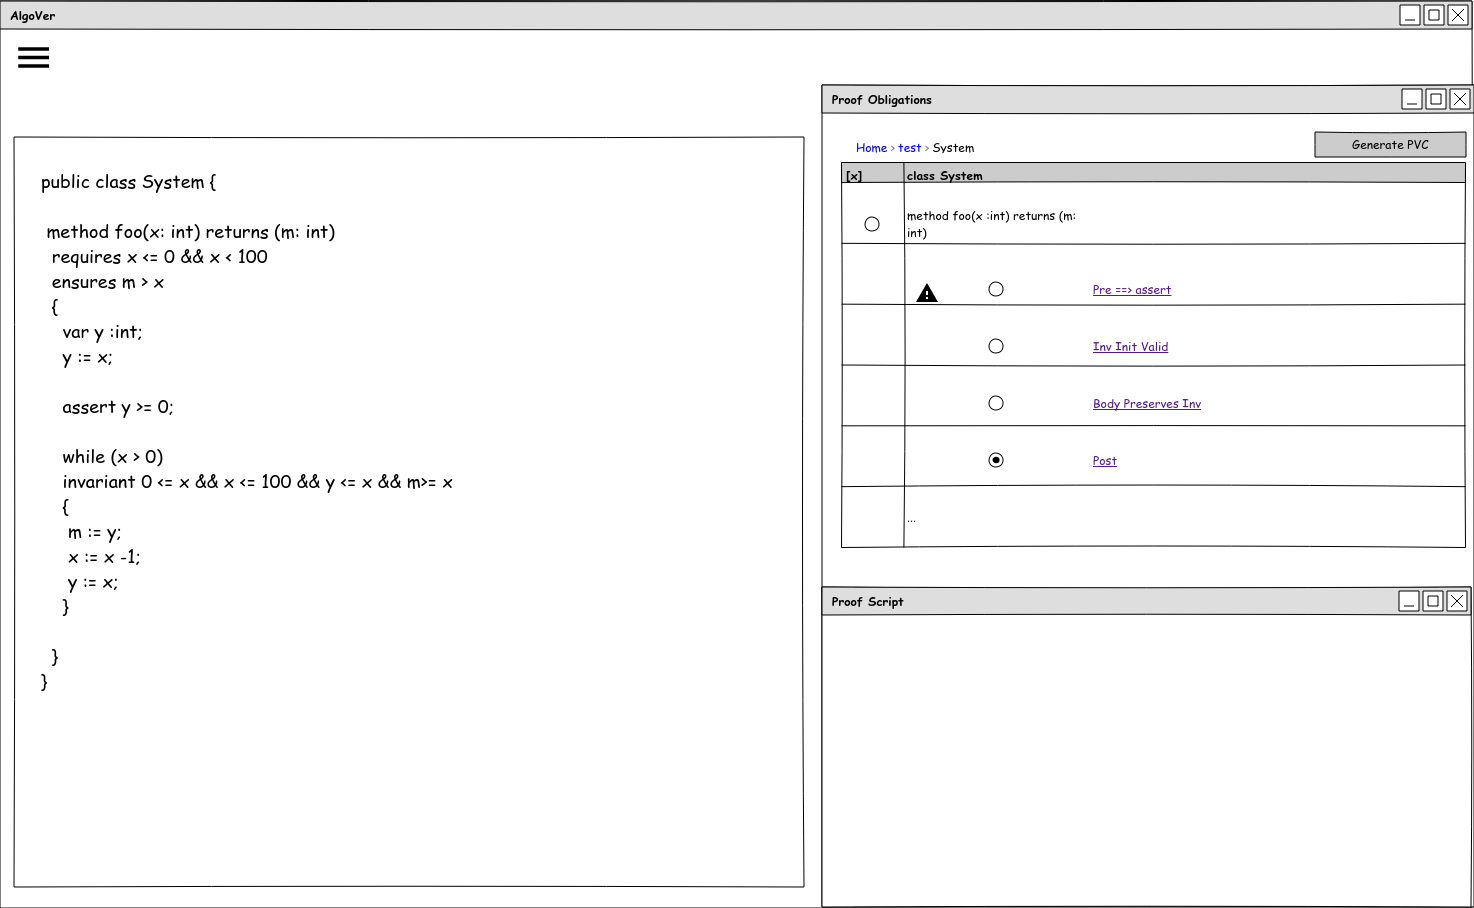 AlgoVer
public class System {
method foo(x: int) returns (m: int)
requires x <= 0 && x < 100
ensures m > x
{
var y :int;
y := x;
assert y >= 0;
while (x > 0)
invariant 0 <= x && x <= 100 && y <= x && m>= x
{
m := y;
x := x -1;
y := x;
}
}
}
Proof Obligations
Home > test > System
Generate PVC
[x] class System
method foo(x :int) returns (m:
int)
Pre ==> assert
Inv Init Valid
Body Preserves Inv
Post
...
Proof Script